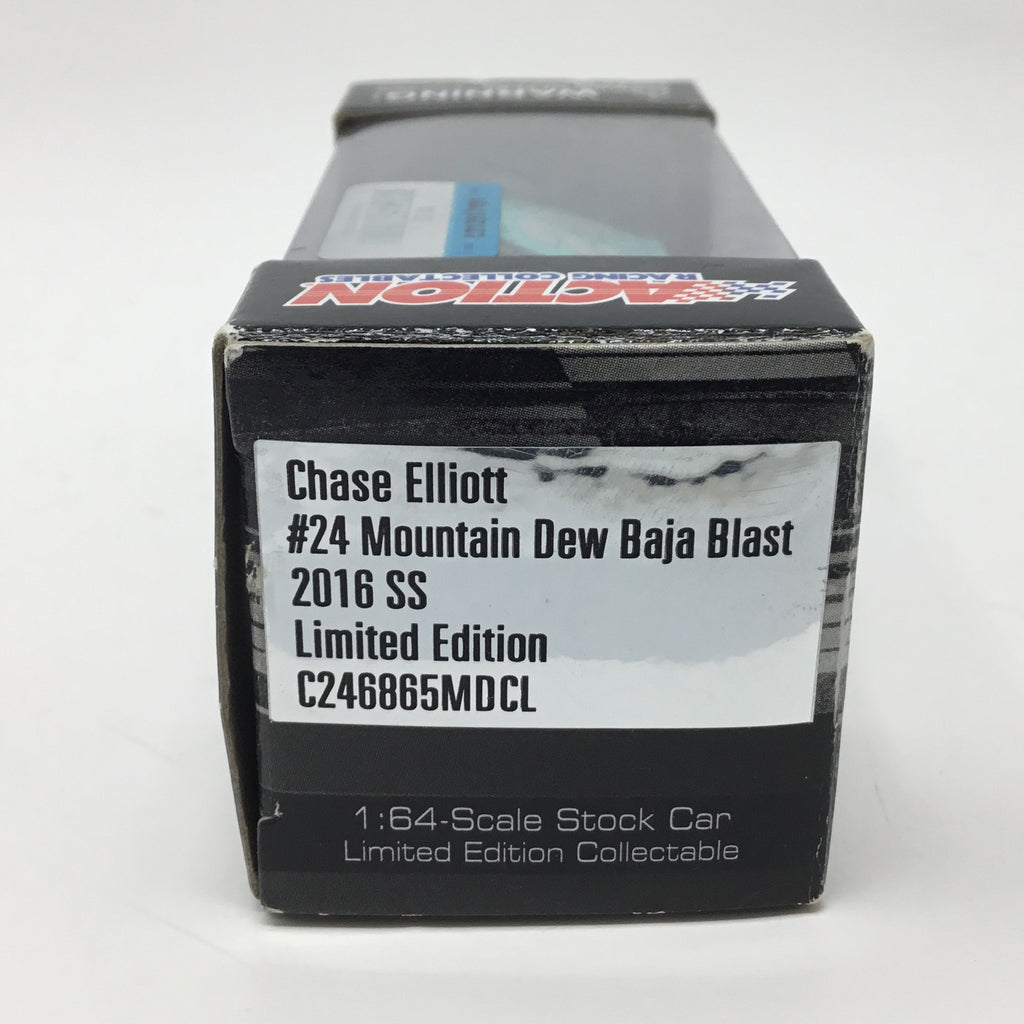 WARNING
ACTION
RACING COLLECTABLES
Chase Elliott
#24 Mountain Dew Baja Blast
2016 SS
Limited Edition
C246865MDCL
1:64-Scale Stock Car
Limited Edition Collectable